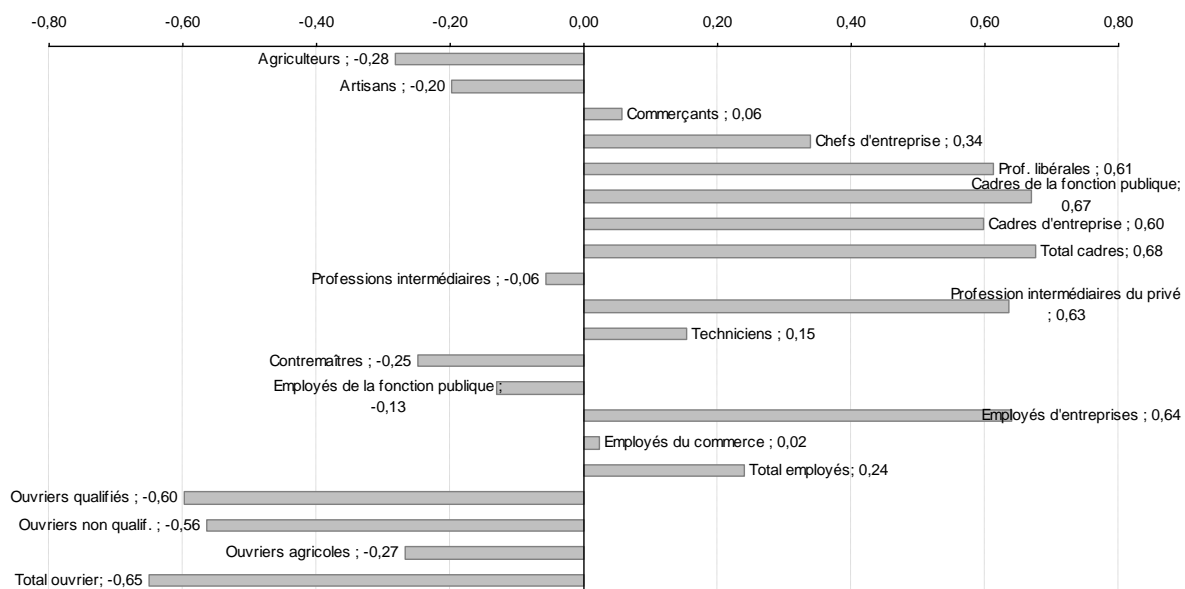 -0,80 -0,60 -0,40 -0,20 0,00 0,20 0,40 0,60 0,80
Agriculteurs ; -0,28
Artisans ; -0,20
Commerçants ; 0,06
Chefs d'entreprise ; 0,34
Prof. libérales ; 0,61
Cadres de la fonction publique;
0,67
Cadres d'entreprise ; 0,60
Total cadres; 0,68
Professions intermédiaires ; -0,06
Profession intermédiaires du privé
; 0,63
Techniciens ; 0,15
Contremaîtres ; -0,25
Employés de la fonction publique ;
-0,13
Employés d'entreprises ; 0,64
Employés du commerce ; 0,02
Total employés; 0,24
Ouvriers qualifiés ; -0,60
Ouvriers non qualif. ; -0,56
Ouvriers agricoles ; -0,27
Total ouvrier; -0,65